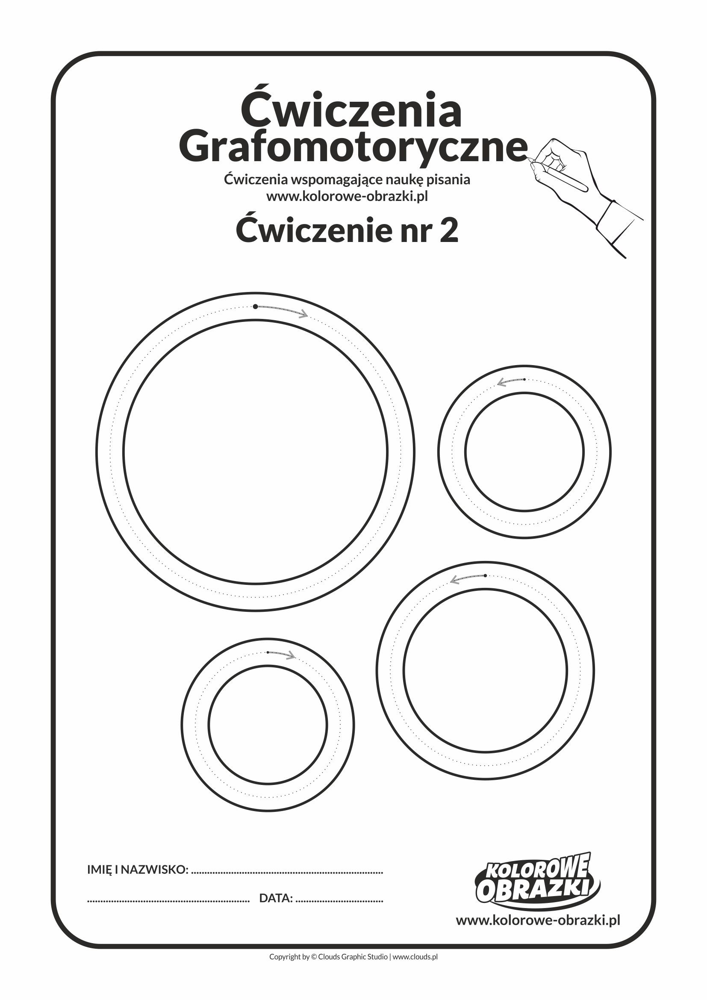 Ćwiczenia
Grafomotoryczne
Ćwiczenia wspomagające naukę pisania
www.kolorowe-obrazki.pl
Ćwiczenie nr 2
IMIĘ I NAZWISKO: ........................................................................
............................................................. DATA: .................................
KOLOROWE
OBRAZKI
www.kolorowe-obrazki.pl
Copyright by © Clouds Graphic Studio | www.clouds.pl